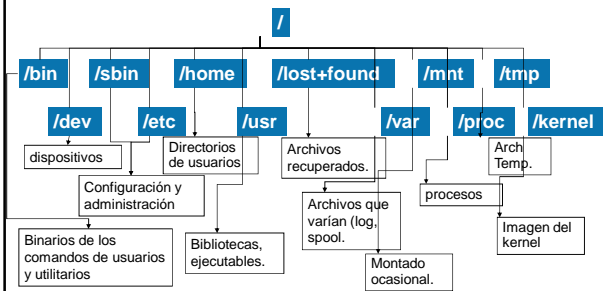 /
/bin
/sbin
/home
/lost+found
/mnt
/tmp
/dev
/etc
/usr
/var
/proc
/kernel
dispositivos
Directorios
de usuarios
Archivos
recuperados.
Arch
Temp.
Configuración y
administración
Archivos que
varían (log,
spool.
procesos
Binarios de los
comandos de usuarios
y utilitarios
Bibliotecas,
ejecutables.
Montado
ocasional.
Imagen del
kernel